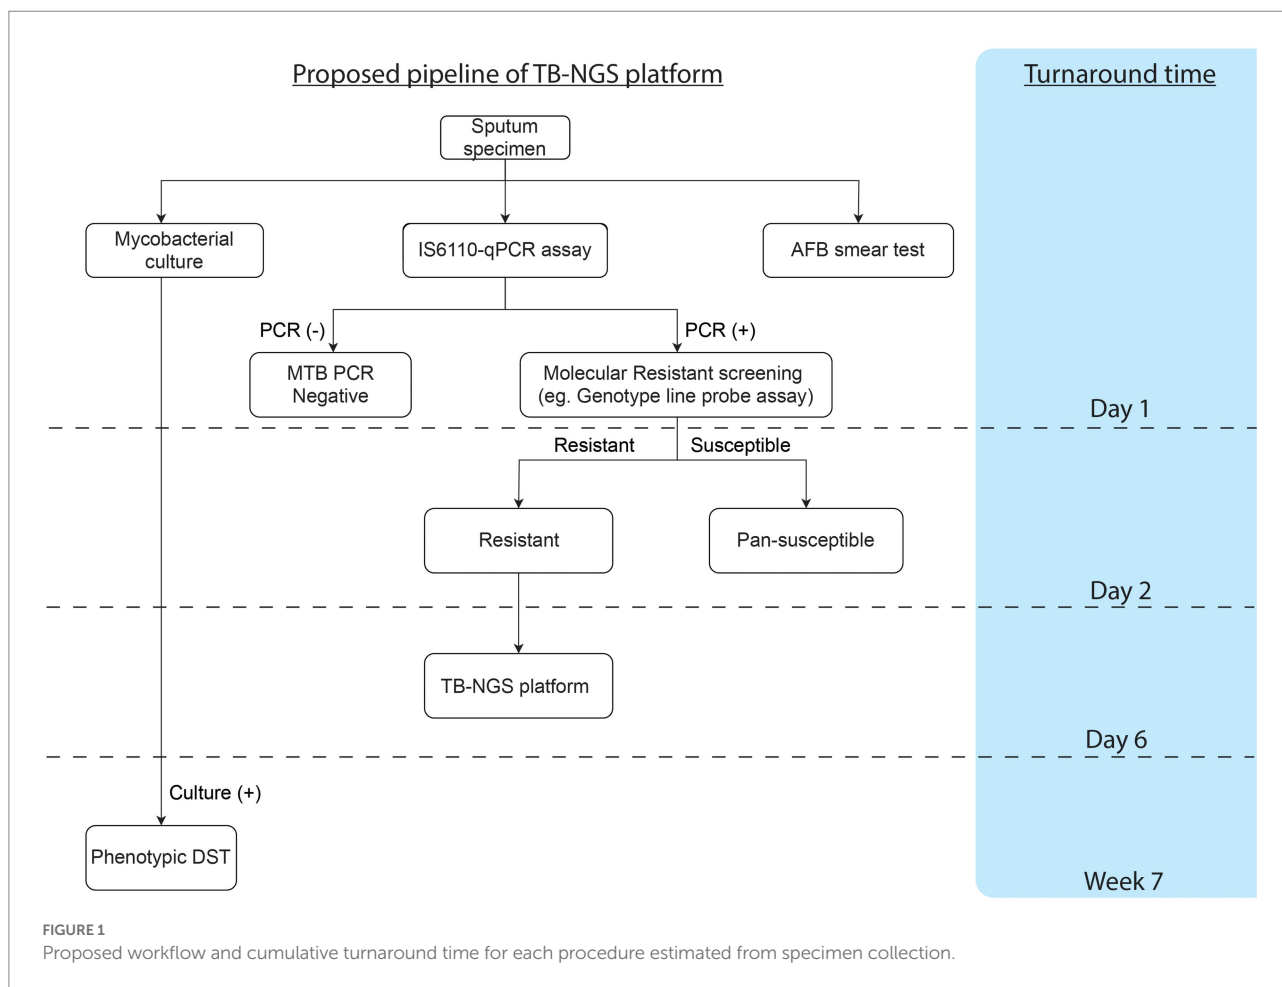 Proposed pipeline of TB-NGS platform
Turnaround time
Sputum
specimen
Mycobacterial
culture
IS6110-qPCR assay
AFB smear test
PCR (-)
PCR (+)
MTB PCR
Negative
Molecular Resistant screening
(eg. Genotype line probe assay)
Day 1
Resistant
Susceptible
Resistant
Pan-susceptible
Day 2
TB-NGS platform
Day 6
Culture (+)
Phenotypic DST
Week 7
FIGURE 1
Proposed workflow and cumulative turnaround time for each procedure estimated from specimen collection.